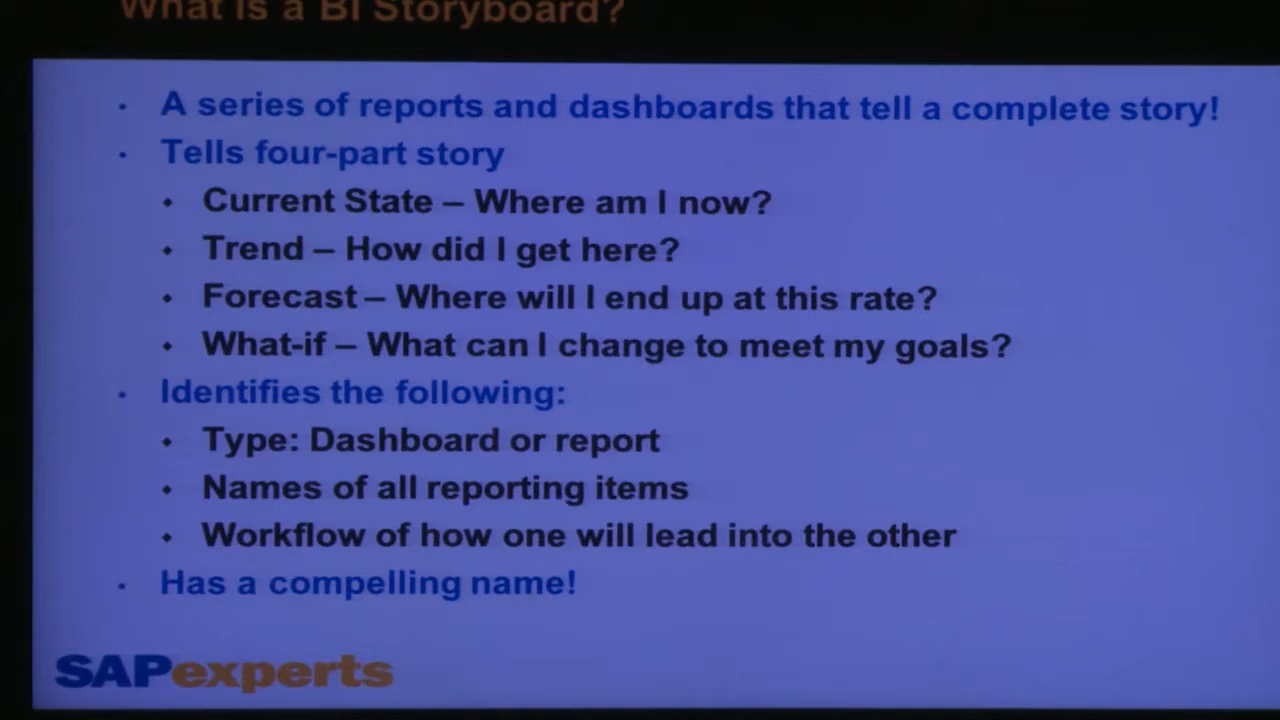 What is a BI Storyboard?
· A series of reports and dashboards that tell a complete story!
· Tells four-part story
◆ Current State – Where am I now?
◆ Trend – How did I get here?
◆ Forecast – Where will I end up at this rate?
◆ What-if – What can I change to meet my goals?
· Identifies the following:
◆ Type: Dashboard or report
◆ Names of all reporting items
◆ Workflow of how one will lead into the other
· Has a compelling name!
SAPexperts